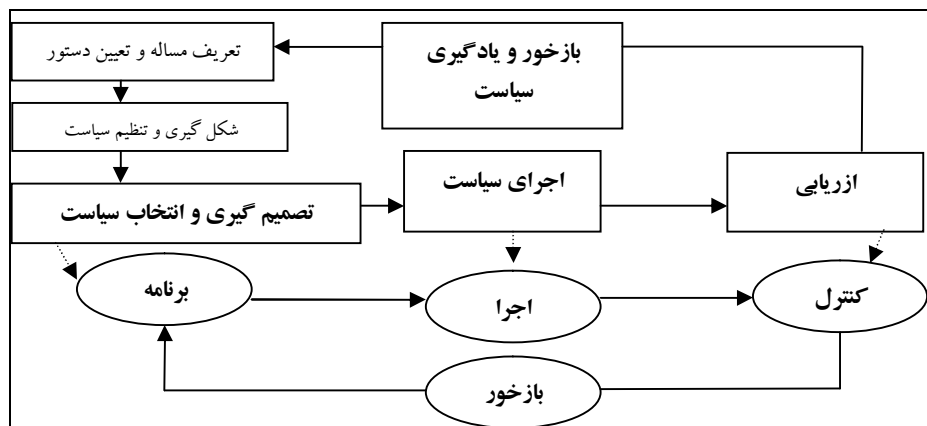 تعریف مساله و تعیین دستور
بازخور و یادگیری
سیاست
شکل گیری و تنظیم سیاست
تصمیم گیری و انتخاب سیاست
اجرای سیاست
ازریابی
برنامه
اجرا
کنترل
بازخور